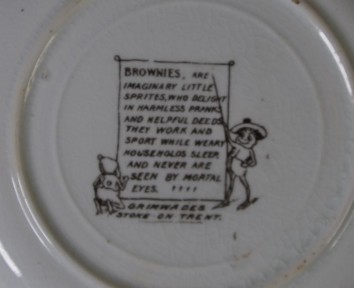 BROWNIES, ARE
IMAGINARY LITTLE
SPRITES, WHO DELIGHT
IN HARMLESS PRANKS
AND HELPFUL DEEDS
THEY WORK AND
SPORT WHILE WEARY
HOUSEHOLDS SLEEP,
AND NEVER ARE
SEEN BY MORTAL
EYES. ,,,,
GRIMWADES
STOKE-ON-TRENT.